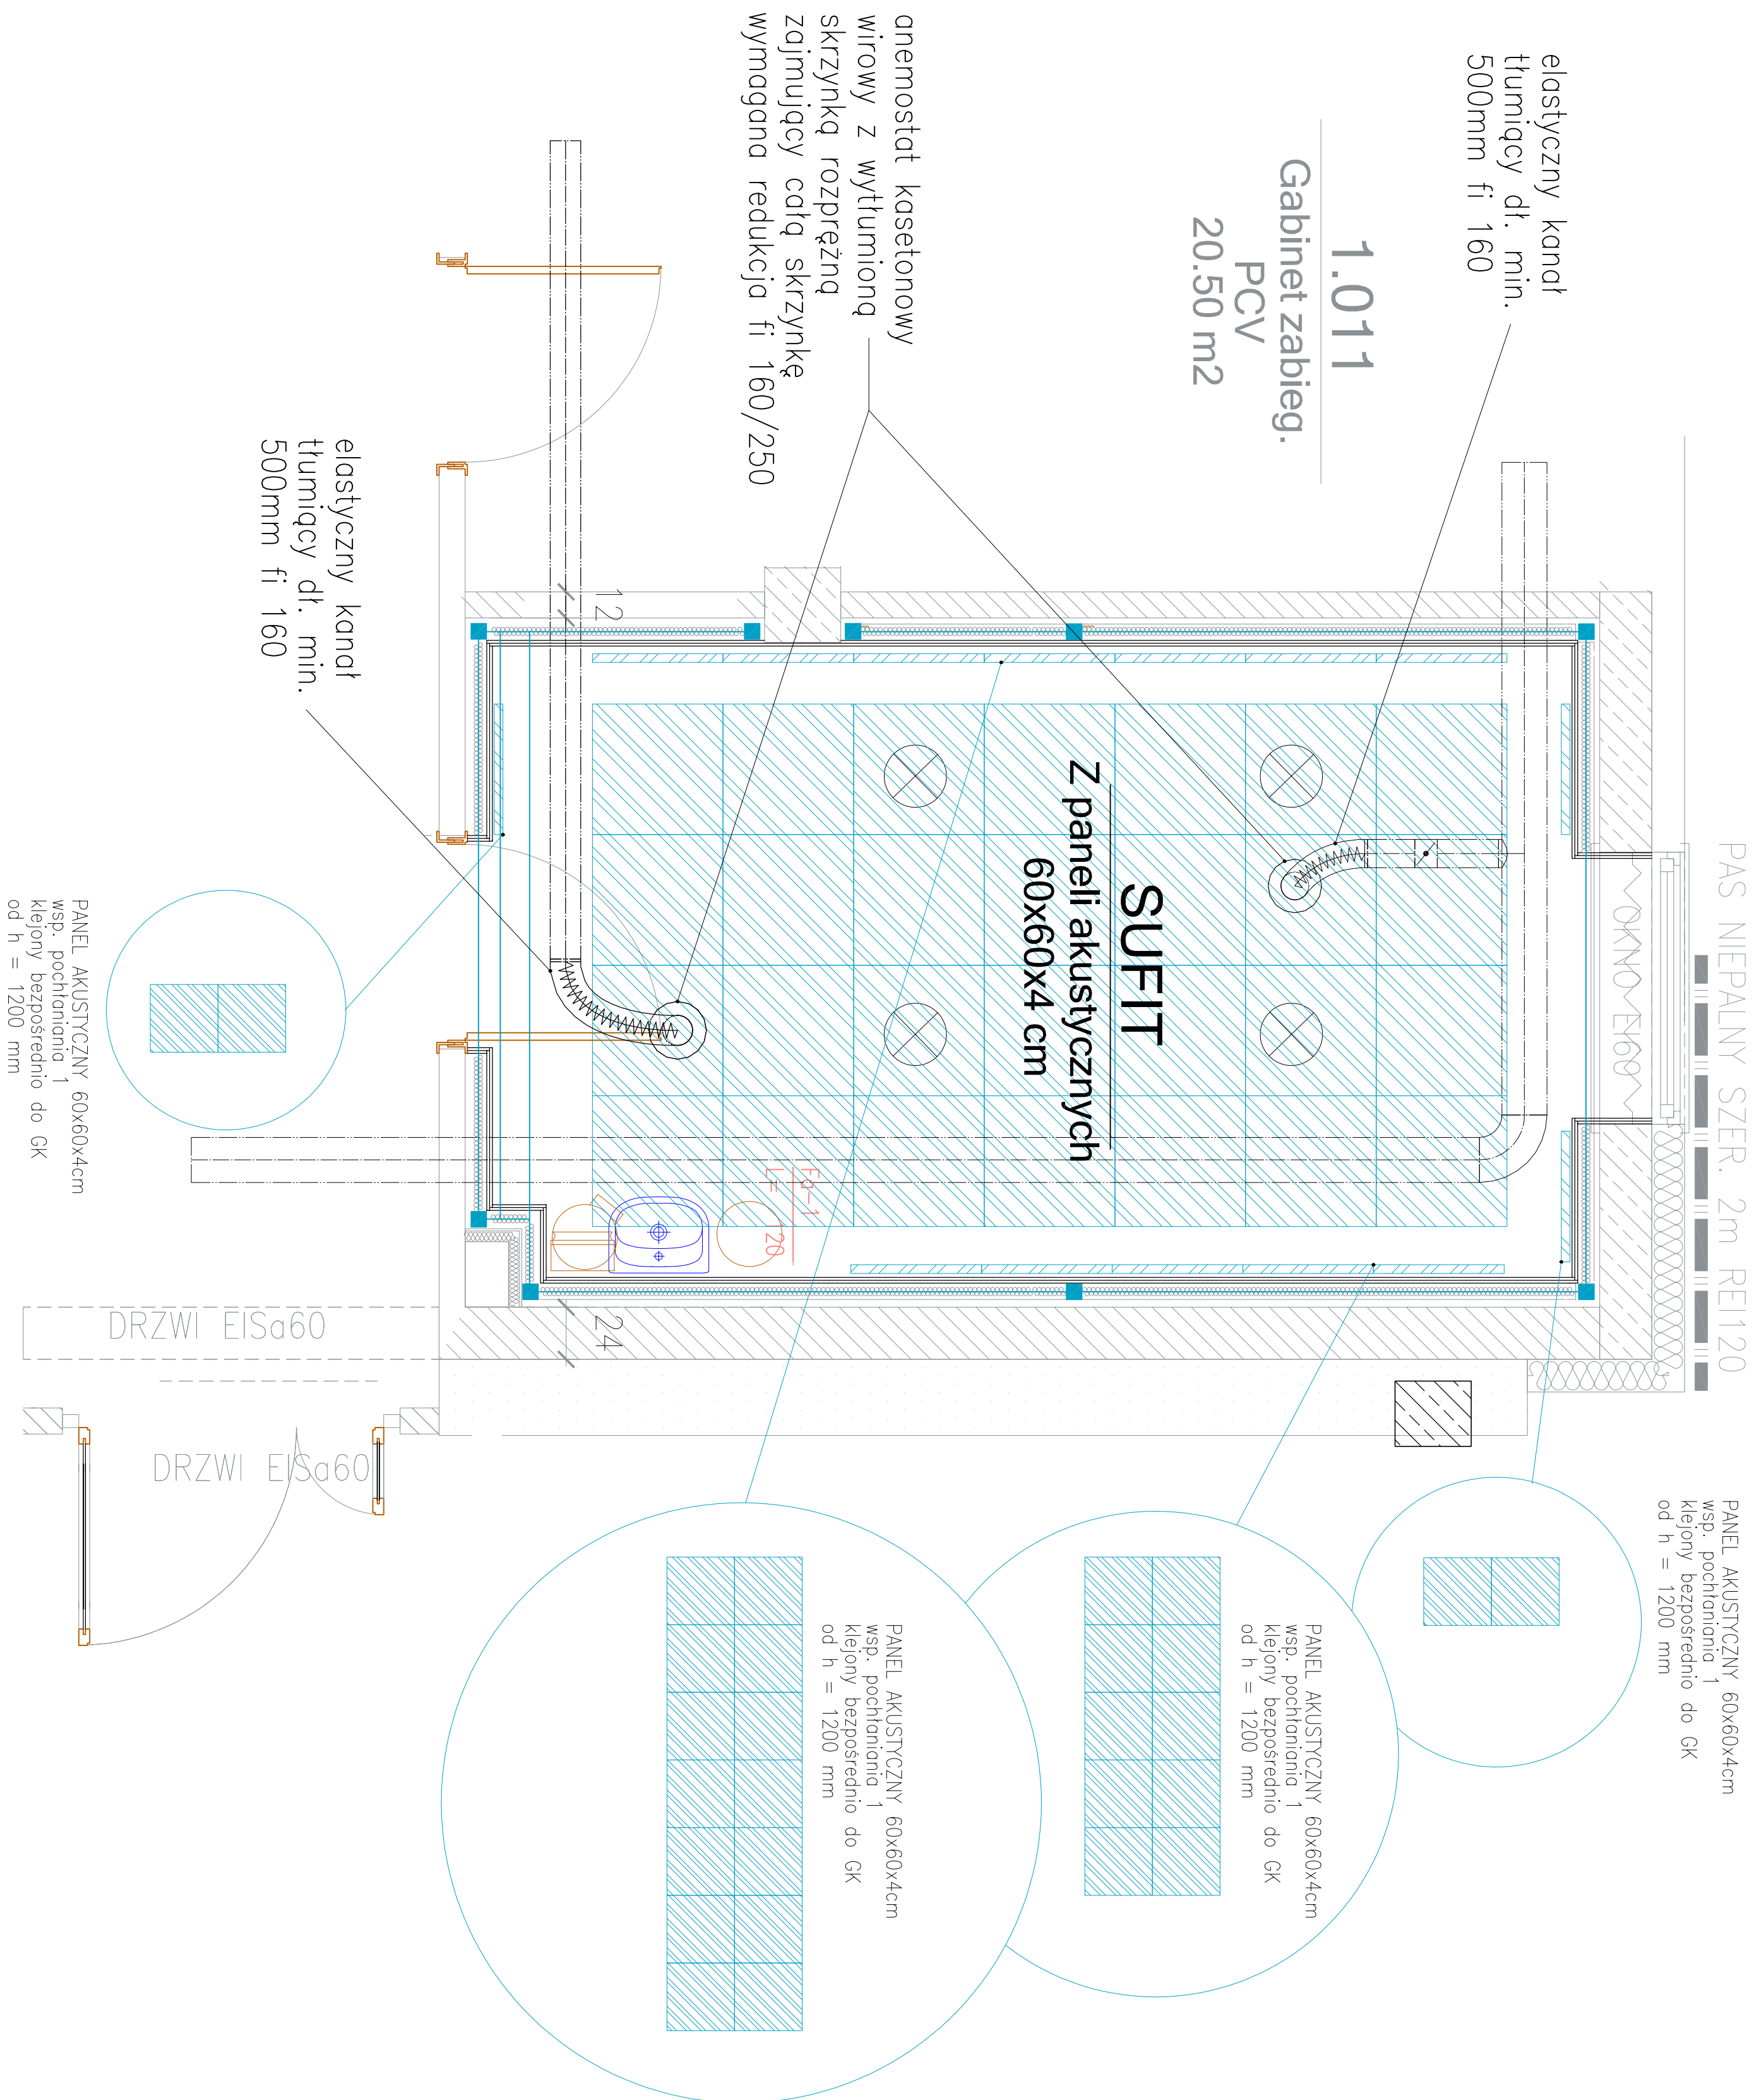 PAS NIEPALNY SZER. 2m REI120
elastyczny kanał
tłumiący dł. min.
500mm fi 160
1.011
Gabinet zabieg.
PCV
20.50 m2
anemostat kasetonowy
wirowy z wytłumioną
skrzynką rozprężną
zajmujący całą skrzynkę
wymagana redukcja fi 160/250
elastyczny kanał
tłumiący dł. min.
500mm fi 160
OKNO E60
SUFIT
Z paneli akustycznych
60x60x4 cm
12
24
Fa-1
L= 120
PANEL AKUSTYCZNY 60x60x4cm
wsp. pochłaniania 1
klejony bezpośrednio do GK
od h = 1200 mm
DRZWI EISa60
DRZWI EISa60
PANEL AKUSTYCZNY 60x60x4cm
wsp. pochłaniania 1
klejony bezpośrednio do GK
od h = 1200 mm
PANEL AKUSTYCZNY 60x60x4cm
wsp. pochłaniania 1
klejony bezpośrednio do GK
od h = 1200 mm
PANEL AKUSTYCZNY 60x60x4cm
wsp. pochłaniania 1
klejony bezpośrednio do GK
od h = 1200 mm